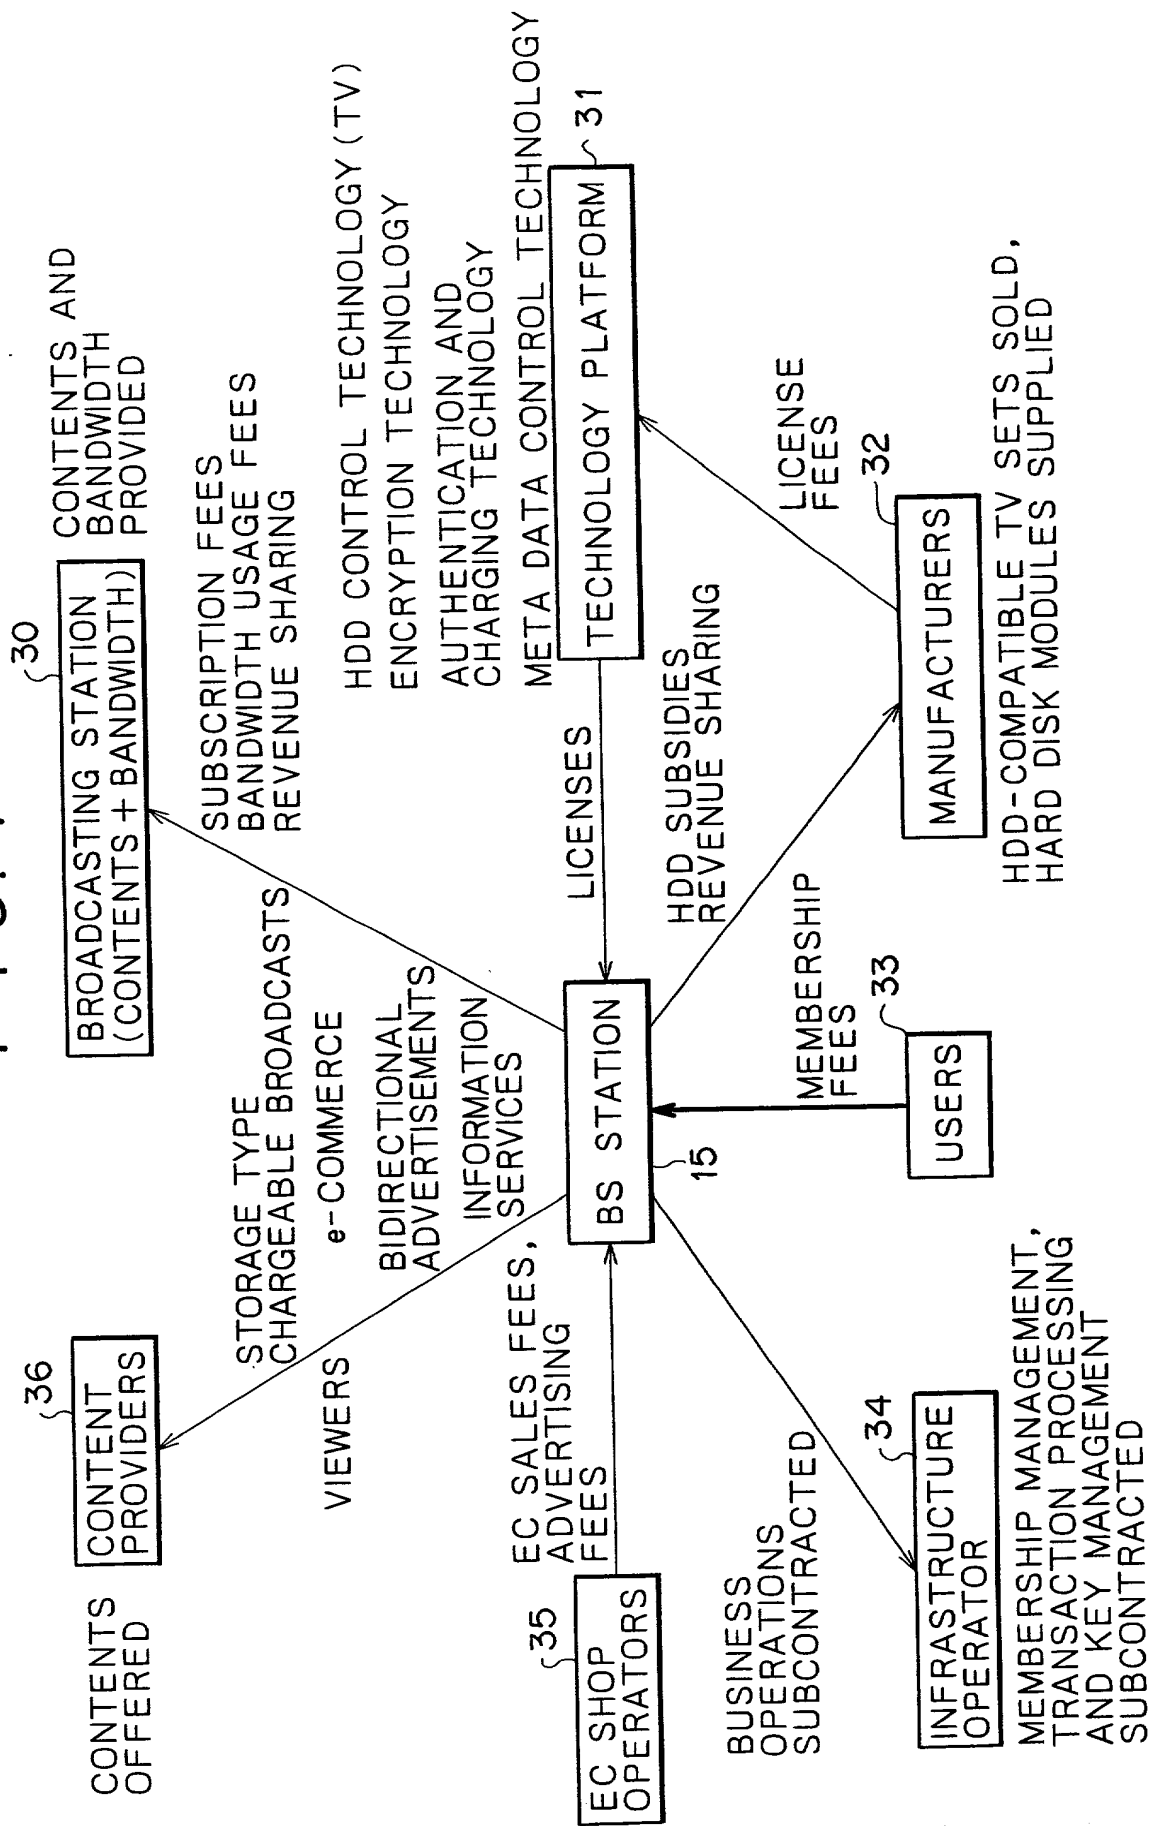 36
CONTENTS
OFFERED
CONTENT
PROVIDERS
30
BROADCASTING STATION
(CONTENTS+BANDWIDTH)
CONTENTS AND
BANDWIDTH
PROVIDED
VIEWERS
STORAGE TYPE
CHARGEABLE BROADCASTS
e-COMMERCE
BIDIRECTIONAL
ADVERTISEMENTS
INFORMATION
SERVICES
SUBSCRIPTION FEES
BANDWIDTH USAGE FEES
REVENUE SHARING
HDD CONTROL TECHNOLOGY (TV)
ENCRYPTION TECHNOLOGY
AUTHENTICATION AND
CHARGING TECHNOLOGY
META DATA CONTROL TECHNOLOGY
35
EC SHOP
OPERATORS
EC SALES FEES,
ADVERTISING
FEES
BS STATION
15
LICENSES
TECHNOLOGY PLATFORM
31
BUSINESS
OPERATIONS
SUBCONTRACTED
MEMBERSHIP
FEES
HDD SUBSIDIES
REVENUE SHARING
LICENSE
FEES
34
INFRASTRUCTURE
OPERATOR
33
USERS
32
MANUFACTURERS
MEMBERSHIP MANAGEMENT,
TRANSACTION PROCESSING
AND KEY MANAGEMENT
SUBCONTRACTED
HDD-COMPATIBLE TV SETS SOLD,
HARD DISK MODULES SUPPLIED